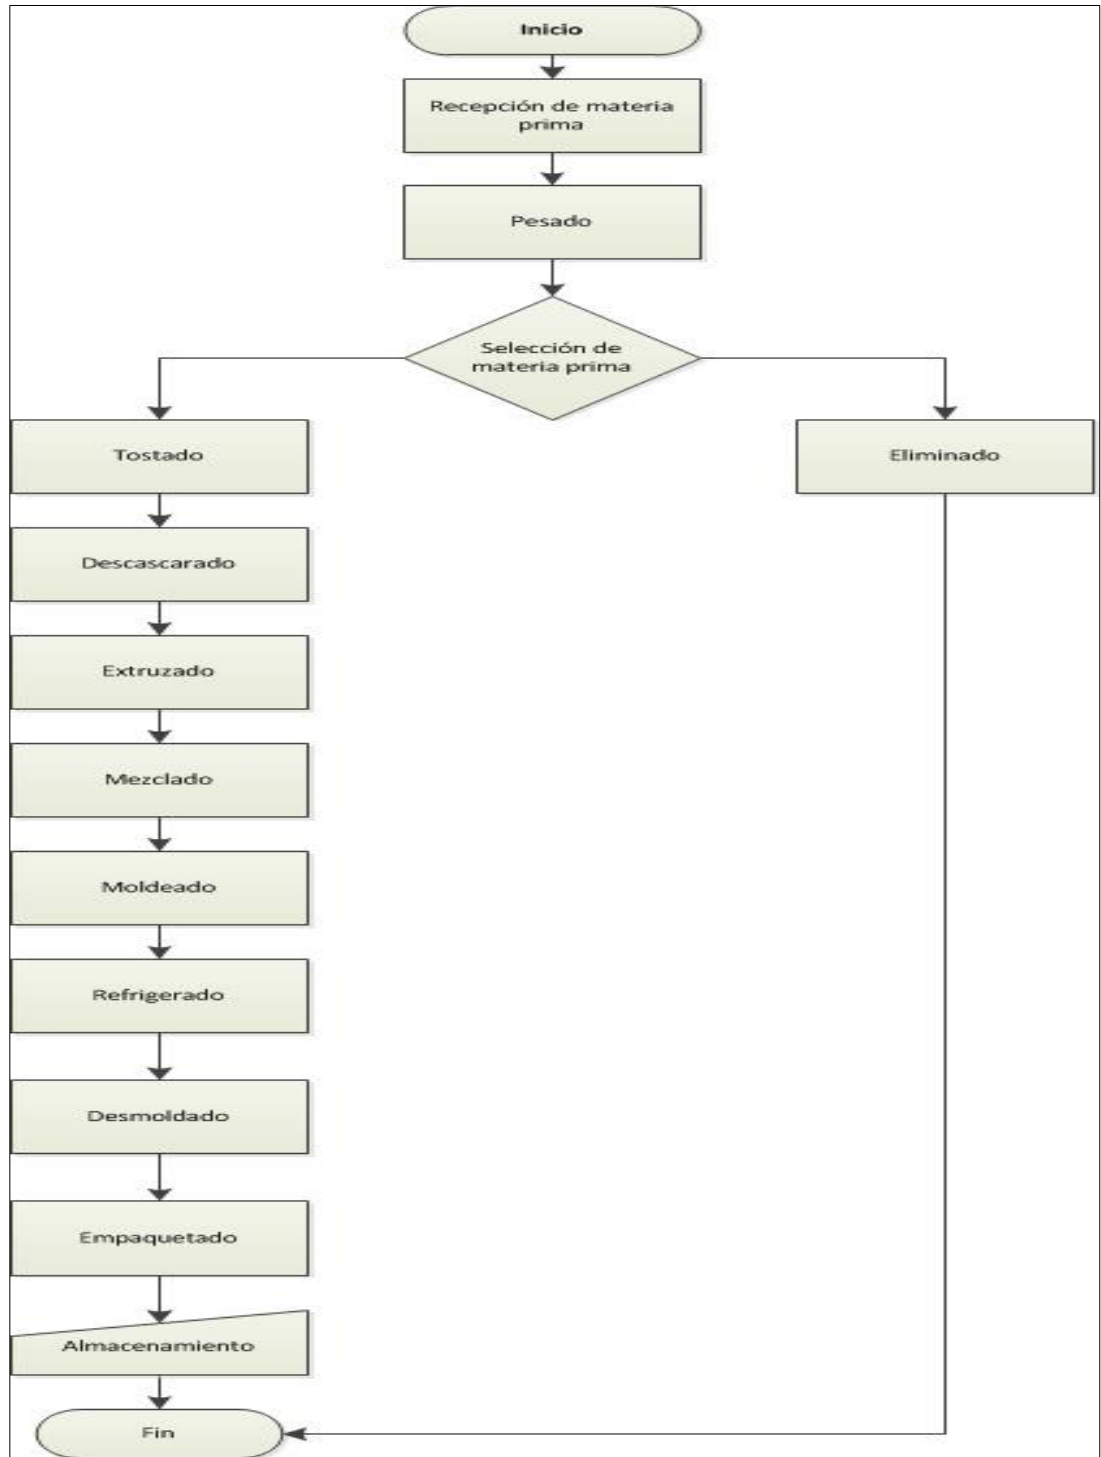 Inicio
Recepción de materia
prima
Pesado
Selección de
materia prima
Tostado
Eliminado
Descascarado
Extruzado
Mezclado
Moldeado
Refrigerado
Desmoldado
Empaquetado
Almacenamiento
Fin